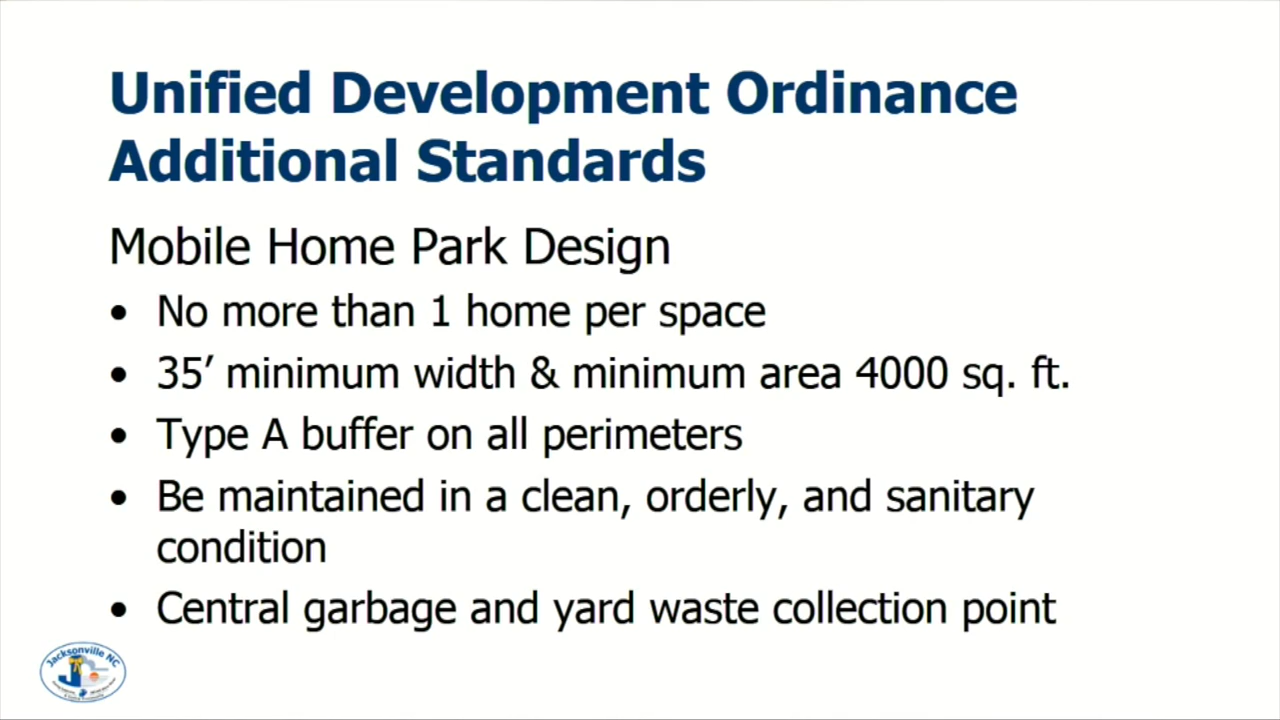 Unified Development Ordinance
Additional Standards
Mobile Home Park Design
• No more than 1 home per space
• 35’ minimum width & minimum area 4000 sq. ft.
• Type A buffer on all perimeters
• Be maintained in a clean, orderly, and sanitary
condition
• Central garbage and yard waste collection point
Jacksonville NC